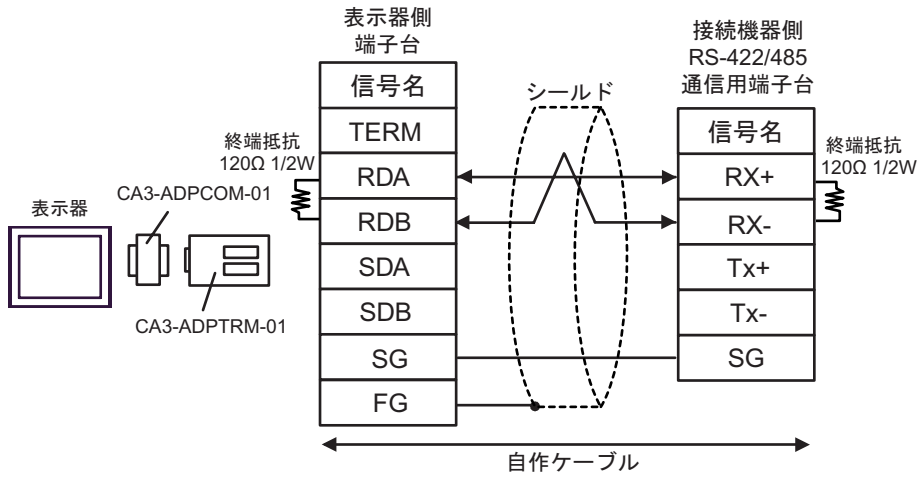 表示器側
端子台
信号名
TERM
RDA
RDB
SDA
SDB
SG
FG
終端抵抗
120Ω 1/2W
表示器
CA3-ADPCOM-01
CA3-ADPTRM-01
シールド
接続機器側
RS-422/485
通信用端子台
信号名
RX+
RX-
Tx+
Tx-
SG
終端抵抗
120Ω 1/2W
自作ケーブル